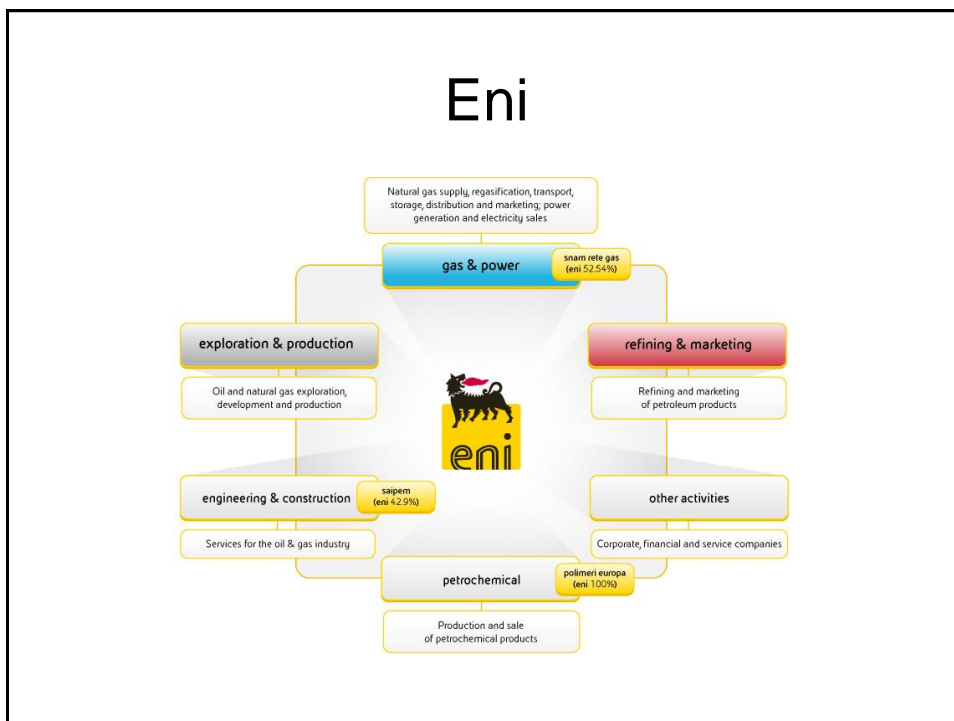 Eni
Natural gas supply, regasification, transport,
storage, distribution and marketing; power
generation and electricity sales
gas & power
snam rete gas
(eni 52.54%)
exploration & production
Oil and natural gas exploration,
development and production
refining & marketing
Refining and marketing
of petroleum products
eni
engineering & construction
saipem
(eni 42.9%)
Services for the oil & gas industry
other activities
Corporate, financial and service companies
petrochemical
polimeri europa
(eni 100%)
Production and sale
of petrochemical products